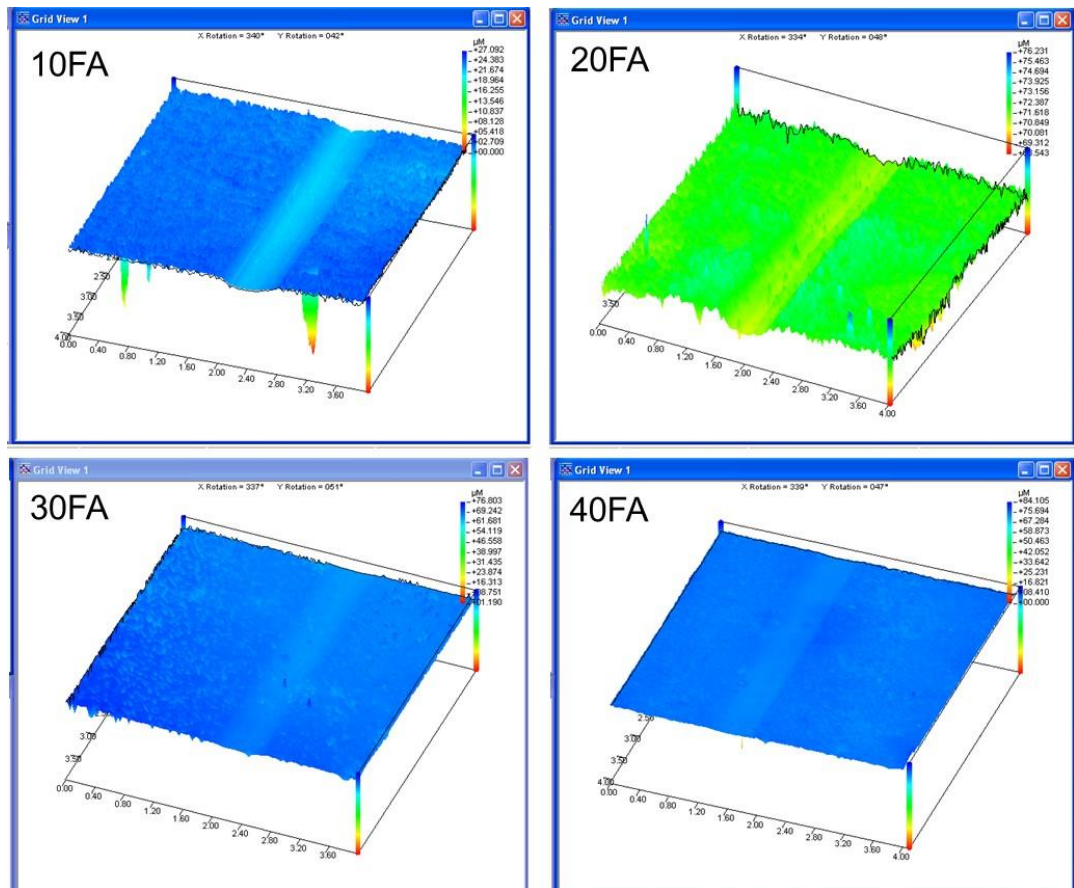 Grid View 1
X Rotation = 340° Y Rotation = 042°
10FA
µM
+27.092
+24.383
+21.674
+18.964
+16.255
+13.546
+10.837
+08.128
+05.418
+02.709
+00.000
2.50
3.00
3.50
4.00
0.00 0.40 0.80 1.20 1.60 2.00 2.40 2.80 3.20 3.60
Grid View 1
X Rotation = 334° Y Rotation = 048°
20FA
µM
+76.231
+75.463
+74.694
+73.925
+73.156
+72.387
+71.618
+70.849
+70.081
+69.312
3.50
0.00 0.40 0.80 1.20 1.60 2.00 2.40 2.80 3.20 3.60 4.00
Grid View 1
X Rotation = 337° Y Rotation = 051°
30FA
µM
+76.803
+69.242
+61.681
+54.119
+46.558
+38.997
+31.435
+23.874
+16.313
+08.751
+01.190
3.00
3.50
0.00 0.40 0.80 1.20 1.60 2.00 2.40 2.80 3.20 3.60
Grid View 1
X Rotation = 339° Y Rotation = 047°
40FA
µM
+84.105
+75.694
+67.284
+58.873
+50.463
+42.052
+33.642
+25.231
+16.821
+08.410
+00.000
2.50
3.00
3.50
4.00
0.00 0.40 0.80 1.20 1.60 2.00 2.40 2.80 3.20 3.60 4.00